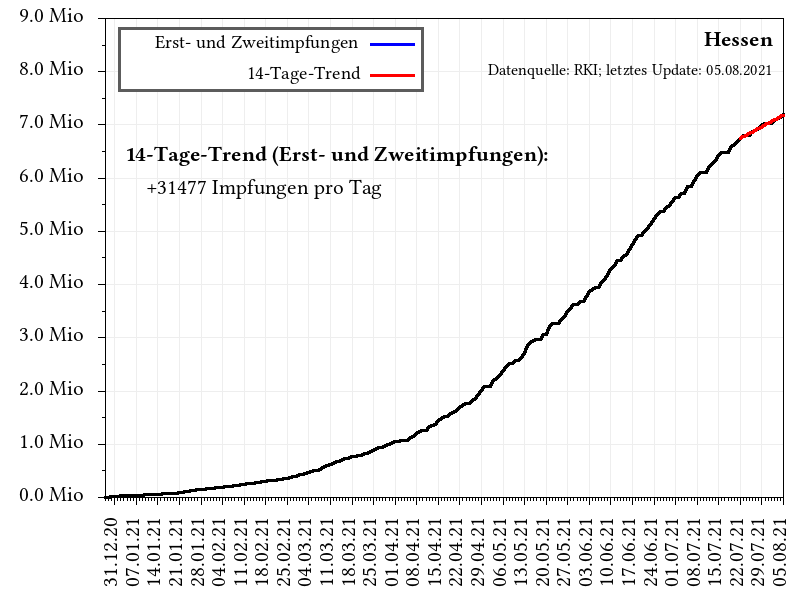 9.0 Mio
8.0 Mio
7.0 Mio
6.0 Mio
5.0 Mio
4.0 Mio
3.0 Mio
2.0 Mio
1.0 Mio
0.0 Mio
Erst- und Zweitimpfungen
14-Tage-Trend
Hessen
Datenquelle: RKI; letztes Update: 05.08.2021
14-Tage-Trend (Erst- und Zweitimpfungen):
+31477 Impfungen pro Tag
31.12.20
07.01.21
14.01.21
21.01.21
28.01.21
04.02.21
11.02.21
18.02.21
25.02.21
04.03.21
11.03.21
18.03.21
25.03.21
01.04.21
08.04.21
15.04.21
22.04.21
29.04.21
06.05.21
13.05.21
20.05.21
27.05.21
03.06.21
10.06.21
17.06.21
24.06.21
01.07.21
08.07.21
15.07.21
22.07.21
29.07.21
05.08.21